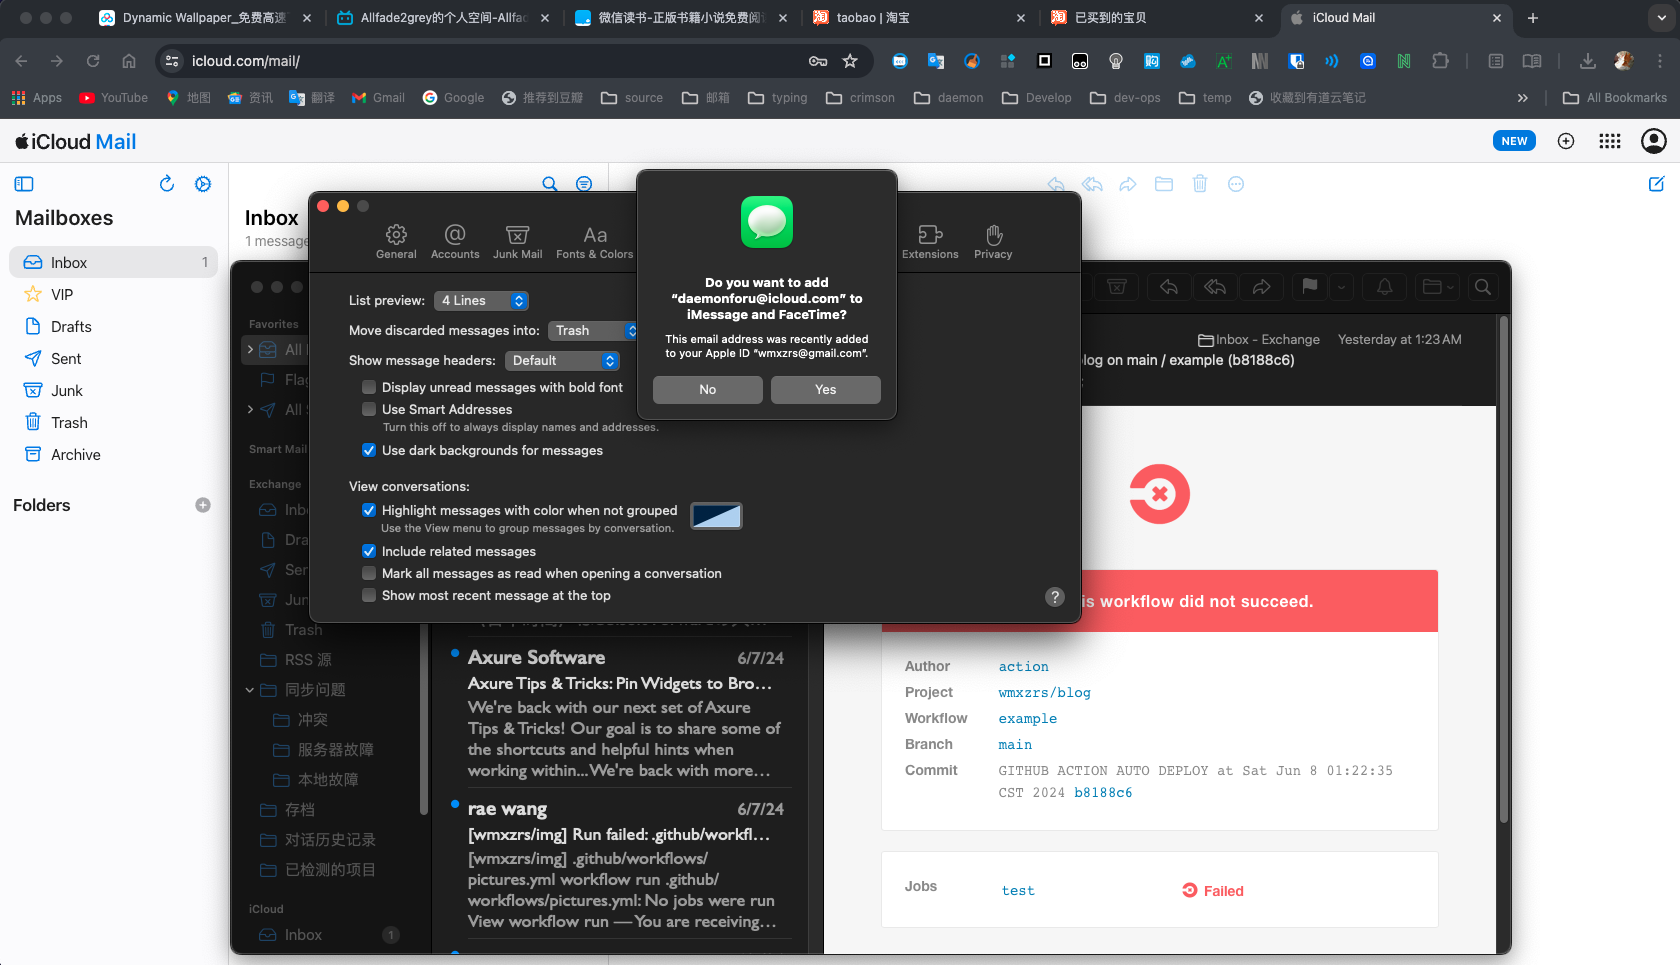 Dynamic Wallpaper_免费高速
Allfade2grey的个人空间-Allfad
微信读书-正版书籍小说免费阅
taobao | 淘宝
已买到的宝贝
iCloud Mail
icloud.com/mail/
Apps
YouTube
地图
资讯
翻译
Gmail
Google
推荐到豆瓣
source
邮箱
typing
crimson
daemon
Develop
dev-ops
temp
收藏到有道云笔记
All Bookmarks
iCloud Mail
NEW
Mailboxes
Inbox 1
VIP
Drafts
Sent
Junk
Trash
Archive
Folders
Inbox
1 message
General
Accounts
Junk Mail
Fonts & Colors
Extensions
Privacy
List preview: 4 Lines
Move discarded messages into: Trash
Show message headers: Default
Display unread messages with bold font
Use Smart Addresses
Turn this off to always display names and addresses.
Use dark backgrounds for messages
View conversations:
Highlight messages with color when not grouped
Use the View menu to group messages by conversation.
Include related messages
Mark all messages as read when opening a conversation
Show most recent message at the top
?
Do you want to add
“daemonforu@icloud.com” to
iMessage and FaceTime?
This email address was recently added
to your Apple ID “wmxzrs@gmail.com”.
No
Yes
Favorites
All
Flag
All S
Smart Mail
Exchange
Inb
Dra
Ser
Jun
Trash
RSS 源
同步问题
冲突
服务器故障
本地故障
存档
对话历史记录
已检测的项目
iCloud
Inbox 1
Axure Software 6/7/24
Axure Tips & Tricks: Pin Widgets to Bro…
We're back with our next set of Axure
Tips & Tricks! Our goal is to share some of
the shortcuts and helpful hints when
working within...We're back with more…
rae wang 6/7/24
[wmxzrs/img] Run failed: .github/workfl…
[wmxzrs/img] .github/workflows/
pictures.yml workflow run .github/
workflows/pictures.yml: No jobs were run
View workflow run — You are receiving…
Inbox - Exchange Yesterday at 1:23 AM
log on main / example (b8188c6)
is workflow did not succeed.
Author action
Project wmxzrs/blog
Workflow example
Branch main
Commit GITHUB ACTION AUTO DEPLOY at Sat Jun 8 01:22:35
CST 2024 b8188c6
Jobs test Failed